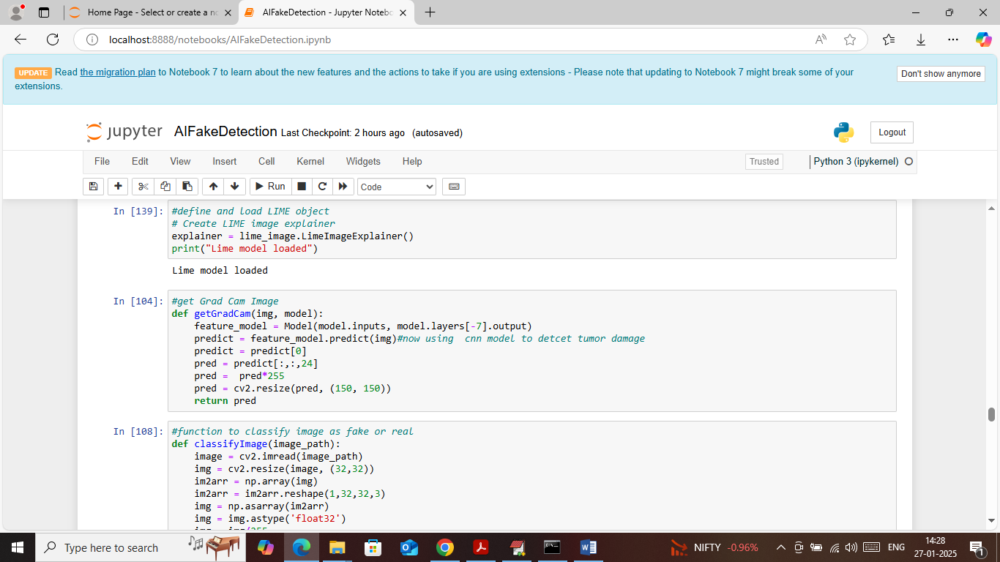 Home Page - Select or create a no
AIFakeDetection - Jupyter Notebo
localhost:8888/notebooks/AIFakeDetection.ipynb
UPDATE Read the migration plan to Notebook 7 to learn about the new features and the actions to take if you are using extensions - Please note that updating to Notebook 7 might break some of your
extensions.
Don't show anymore
jupyter AIFakeDetection Last Checkpoint: 2 hours ago (autosaved)
Logout
File Edit View Insert Cell Kernel Widgets Help
Trusted
Python 3 (ipykernel)
Run
Code
In [139]: #define and load LIME object
# Create LIME image explainer
explainer = lime_image.LimeImageExplainer()
print("Lime model loaded")
Lime model loaded
In [104]: #get Grad Cam Image
def getGradCam(img, model):
    feature_model = Model(model.inputs, model.layers[-7].output)
    predict = feature_model.predict(img)#now using  cnn model to detcet tumor damage
    predict = predict[0]
    pred = predict[:,:,24]
    pred =  pred*255
    pred = cv2.resize(pred, (150, 150))
    return pred
In [108]: #function to classify image as fake or real
def classifyImage(image_path):
    image = cv2.imread(image_path)
    img = cv2.resize(image, (32,32))
    im2arr = np.array(img)
    im2arr = im2arr.reshape(1,32,32,3)
    img = np.asarray(im2arr)
    img = img.astype('float32')
    img = img/255
Type here to search
NIFTY -0.96%
ENG
14:28
27-01-2025
1